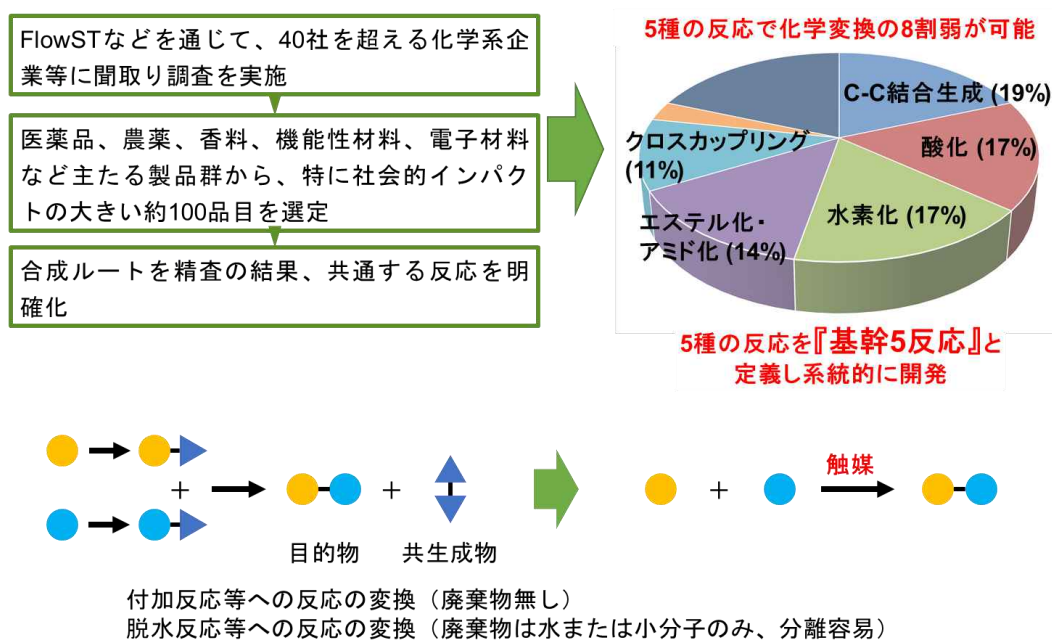 FlowSTなどを通じて、40社を超える化学系企
業等に聞取り調査を実施
医薬品、農薬、香料、機能性材料、電子材料
など主たる製品群から、特に社会的インパク
トの大きい約100品目を選定
合成ルートを精査の結果、共通する反応を明
確化
5種の反応で化学変換の8割弱が可能
C-C結合生成 (19%)
酸化 (17%)
水素化 (17%)
エステル化・
アミド化 (14%)
クロスカップリング
(11%)
5種の反応を『基幹5反応』と
定義し系統的に開発
+
+
目的物
共生成物
+
触媒
付加反応等への反応の変換（廃棄物無し）
脱水反応等への反応の変換（廃棄物は水または小分子のみ、分離容易）